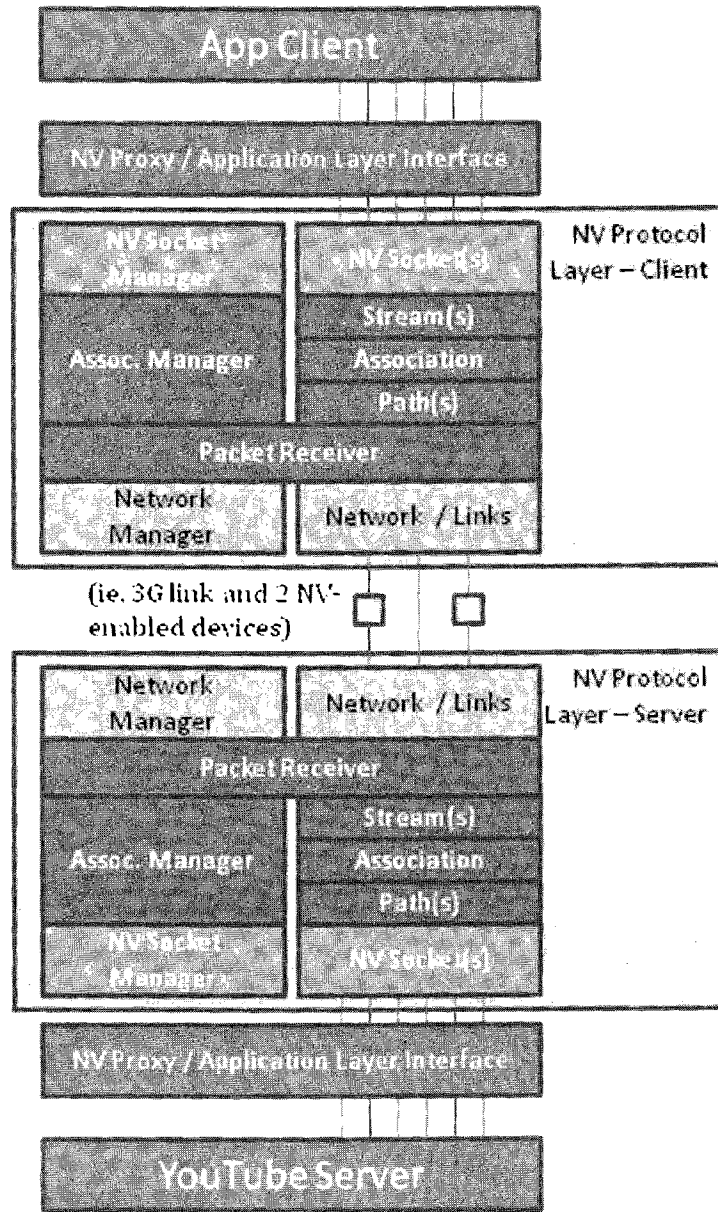 App Client
NV Proxy / Application Layer Interface
NV Socket
Manager
NV Socket(s)
NV Protocol
Layer – Client
Assoc. Manager
Stream(s)
Association
Path(s)
Packet Receiver
Network
Manager
Network / Links
(ie. 3G link and 2 NV-
enabled devices)
Network
Manager
Network / Links
NV Protocol
Layer – Server
Packet Receiver
Assoc. Manager
Stream(s)
Association
Path(s)
NV Socket
Manager
NV Socket(s)
NV Proxy / Application Layer Interface
YouTube Server